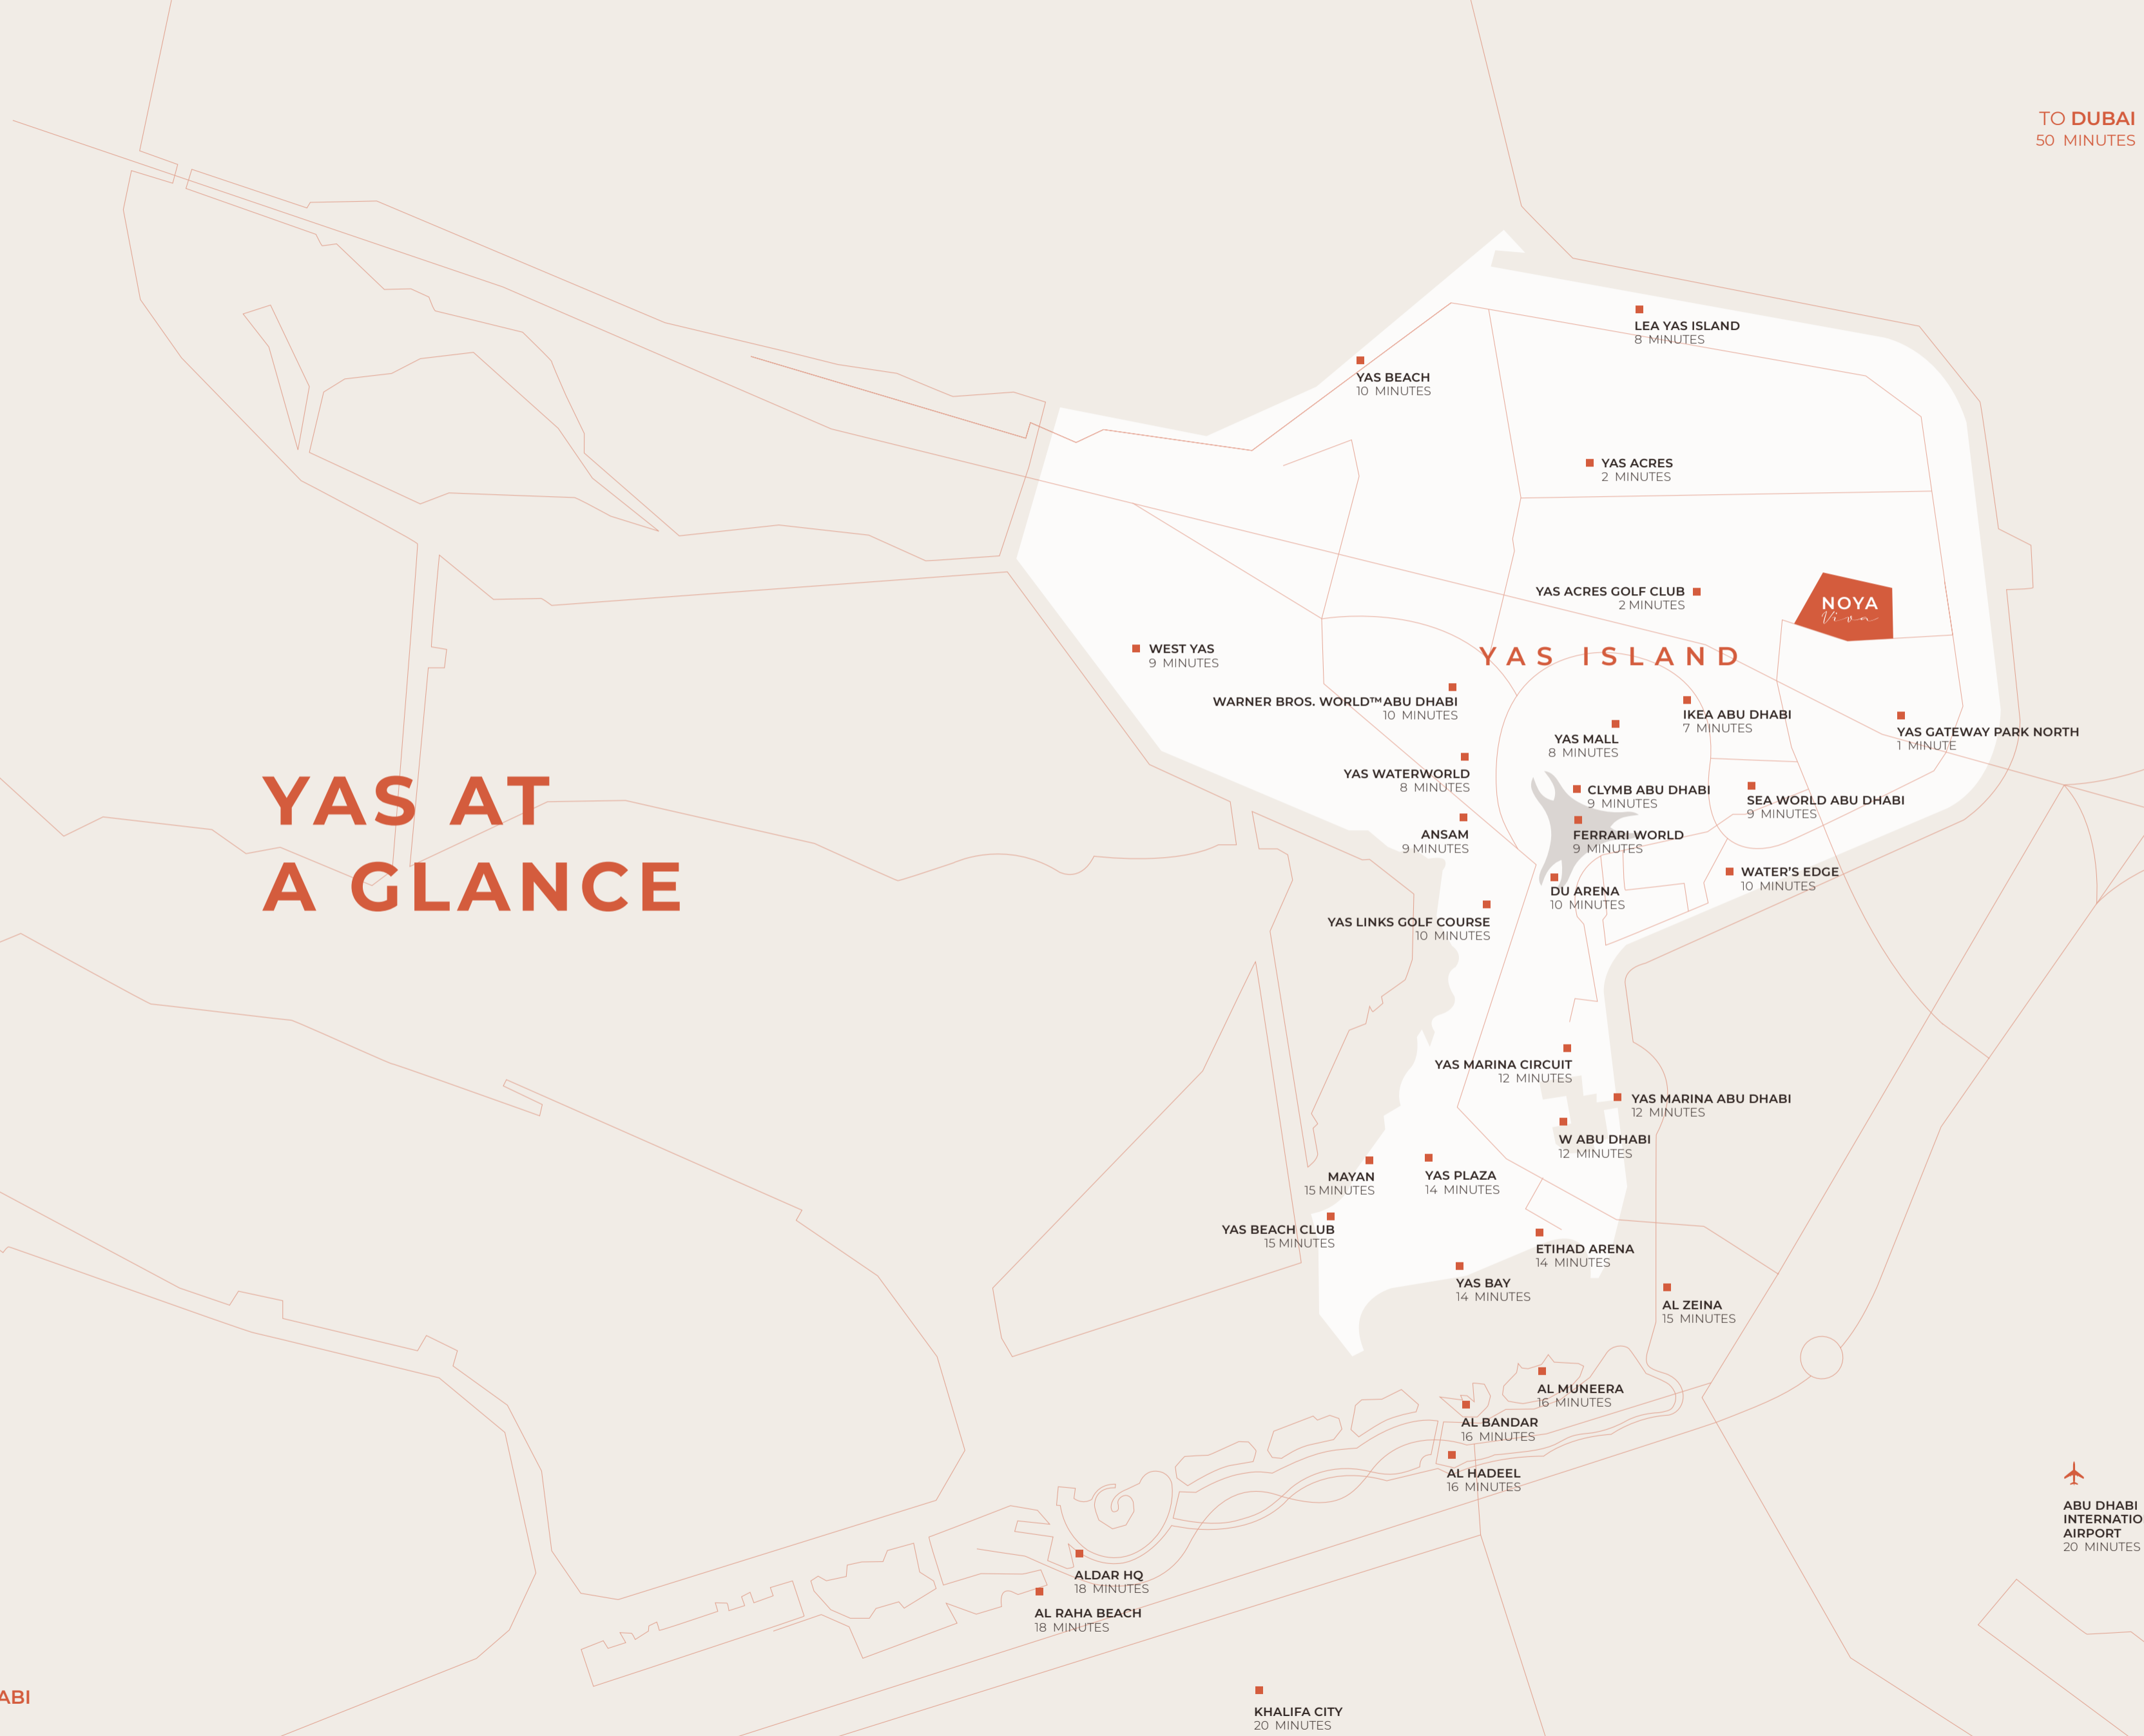 TO DUBAI
50 MINUTES
LEA YAS ISLAND
8 MINUTES
YAS BEACH
10 MINUTES
YAS ACRES
2 MINUTES
YAS ACRES GOLF CLUB
2 MINUTES
NOYA
Viva
YAS ISLAND
WEST YAS
9 MINUTES
WARNER BROS. WORLD™ABU DHABI
10 MINUTES
IKEA ABU DHABI
7 MINUTES
YAS MALL
8 MINUTES
YAS GATEWAY PARK NORTH
1 MINUTE
YAS WATERWORLD
8 MINUTES
CLYMB ABU DHABI
9 MINUTES
SEA WORLD ABU DHABI
9 MINUTES
YAS AT
A GLANCE
ANSAM
9 MINUTES
FERRARI WORLD
9 MINUTES
WATER'S EDGE
10 MINUTES
DU ARENA
10 MINUTES
YAS LINKS GOLF COURSE
10 MINUTES
YAS MARINA CIRCUIT
12 MINUTES
YAS MARINA ABU DHABI
12 MINUTES
W ABU DHABI
12 MINUTES
MAYAN
15 MINUTES
YAS PLAZA
14 MINUTES
YAS BEACH CLUB
15 MINUTES
ETIHAD ARENA
14 MINUTES
YAS BAY
14 MINUTES
AL ZEINA
15 MINUTES
AL MUNEERA
16 MINUTES
AL BANDAR
16 MINUTES
AL HADEEL
16 MINUTES
ABU DHABI
INTERNATIO
AIRPORT
20 MINUTES
ALDAR HQ
18 MINUTES
AL RAHA BEACH
18 MINUTES
ABI
KHALIFA CITY
20 MINUTES